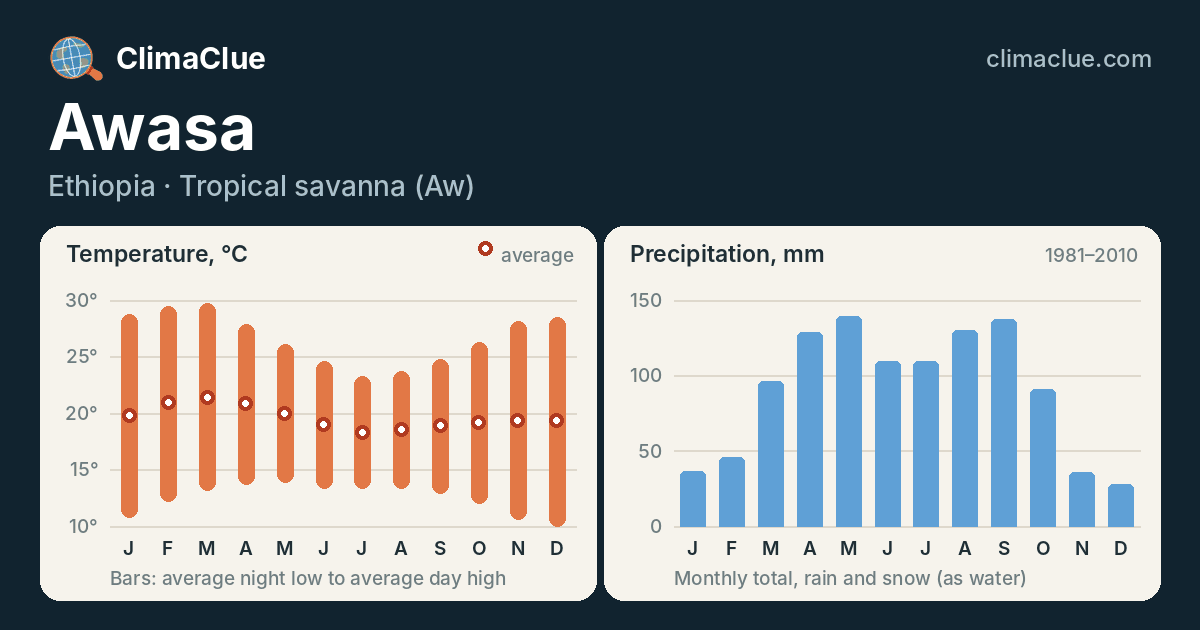 ClimaClue
climaclue.com
Awasa
Ethiopia · Tropical savanna (Aw)
Temperature, °C
average
30°
25°
20°
15°
10°
J F M A M J J A S O N D
Bars: average night low to average day high
Precipitation, mm
1981–2010
150
100
50
0
J F M A M J J A S O N D
Monthly total, rain and snow (as water)